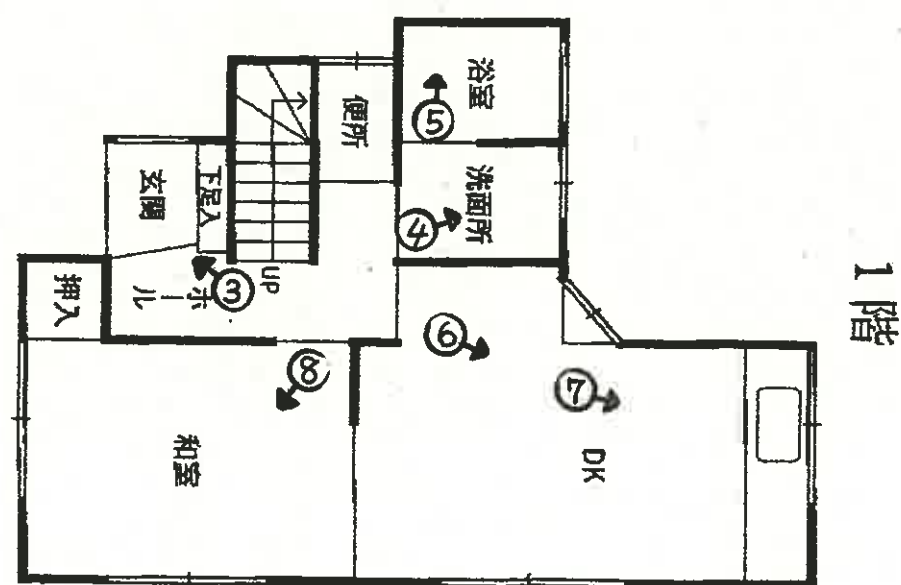 1階
浴室
⑤
便所
洗面所
④
玄関
下足入
UP
ホール
③
押入
⑥
⑧
⑦
和室
DK